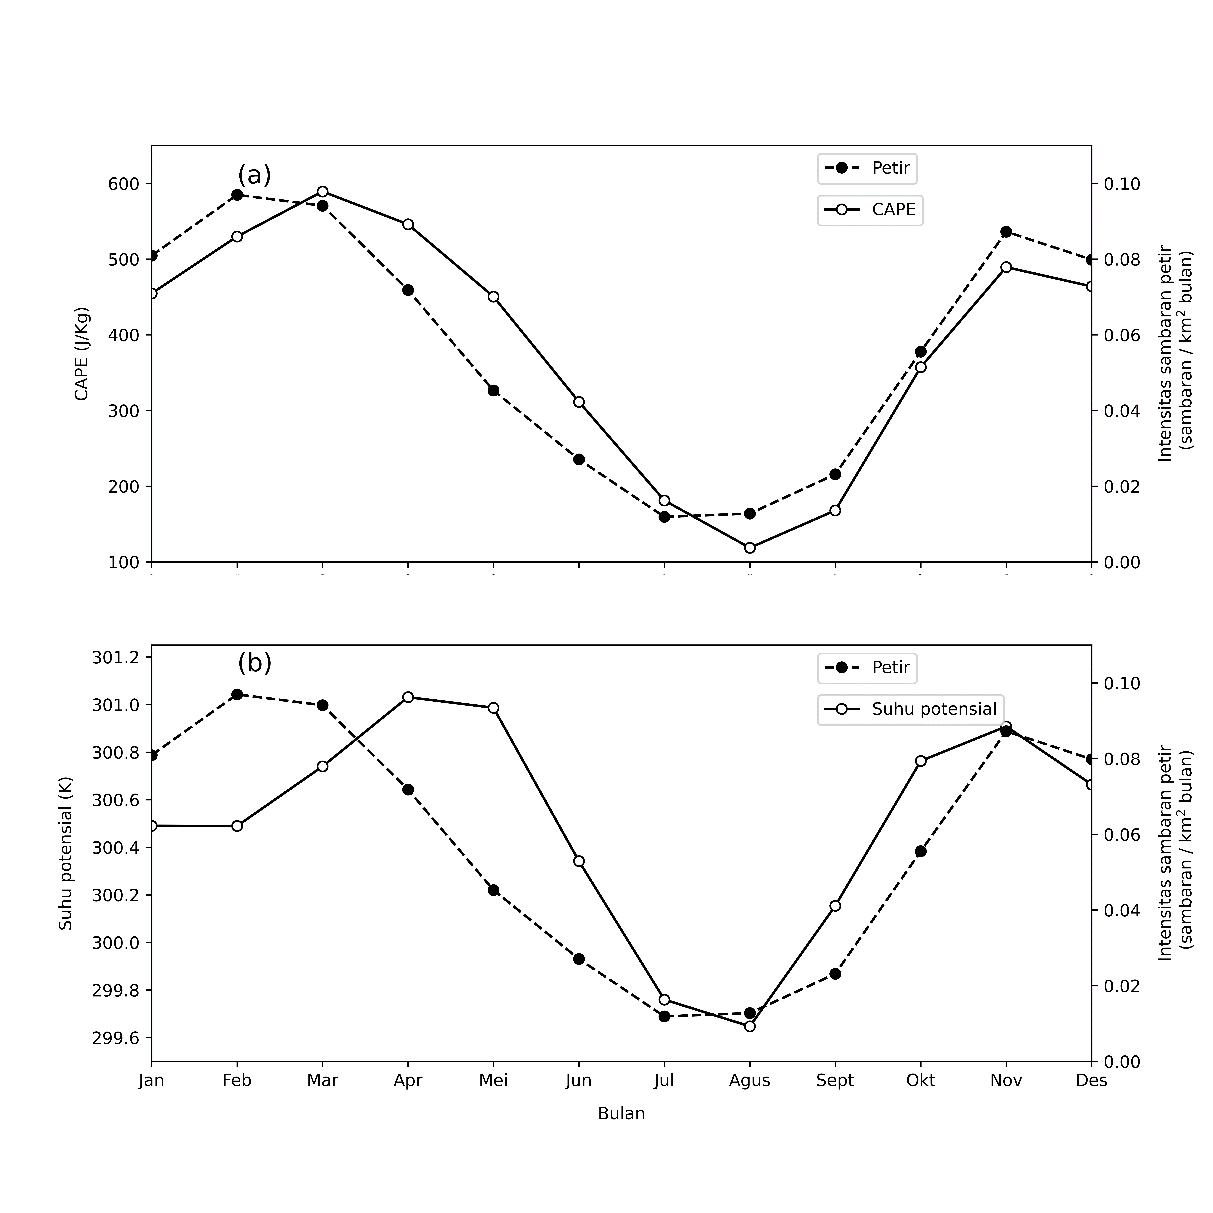 (a)
Petir
CAPE
600
500
400
300
200
100
CAPE (J/Kg)
0.10
0.08
0.06
0.04
0.02
0.00
Intensitas sambaran petir
(sambaran / km² bulan)
(b)
Petir
Suhu potensial
301.2
301.0
300.8
300.6
300.4
300.2
300.0
299.8
299.6
Suhu potensial (K)
0.10
0.08
0.06
0.04
0.02
0.00
Intensitas sambaran petir
(sambaran / km² bulan)
Jan Feb Mar Apr Mei Jun Jul Agus Sept Okt Nov Des
Bulan